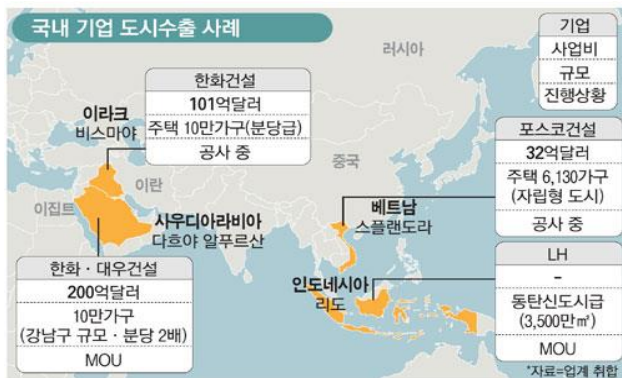 국내 기업 도시수출 사례
기업
사업비
규모
진행상황
러시아
중국
이란
이집트
이라크
비스마야
한화건설
101억달러
주택 10만가구(분당급)
공사 중
사우디아라비아
다흐야 알푸르산
한화·대우건설
200억달러
10만가구
(강남구 규모·분당 2배)
MOU
베트남
스플랜도라
포스코건설
32억달러
주택 6,130가구
(자립형 도시)
공사 중
인도네시아
리도
LH
-
동탄신도시급
(3,500만㎡)
MOU
*자료=업계 취합